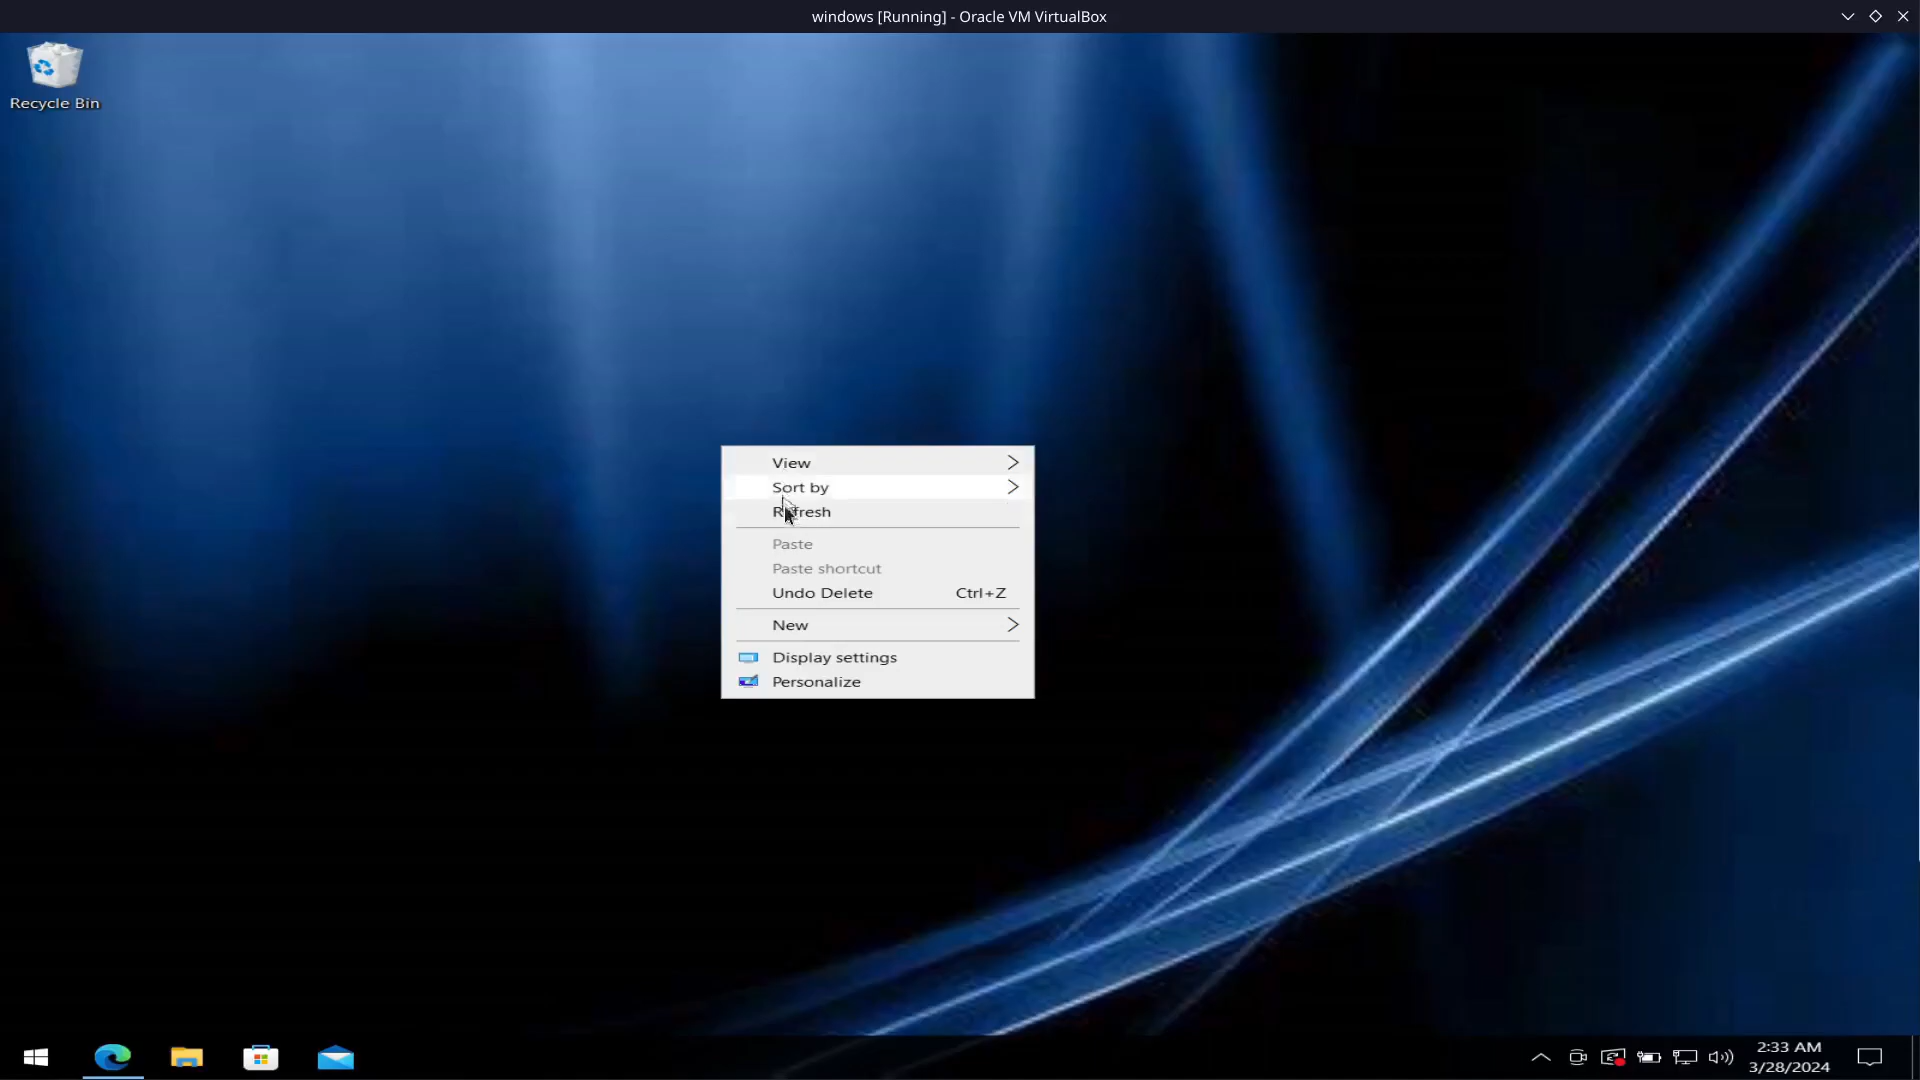 windows [Running] - Oracle VM VirtualBox
Recycle Bin
View
Sort by
Refresh
Paste
Paste shortcut
Undo Delete Ctrl+Z
New
Display settings
Personalize
2:33 AM
3/28/2024